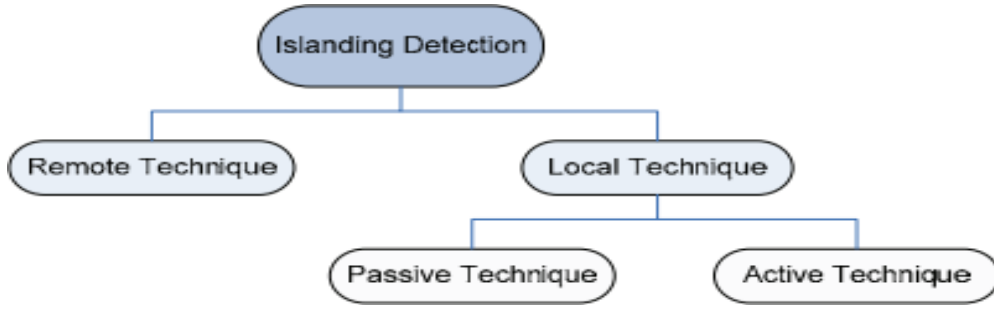 Islanding Detection
Remote Technique
Local Technique
Passive Technique
Active Technique